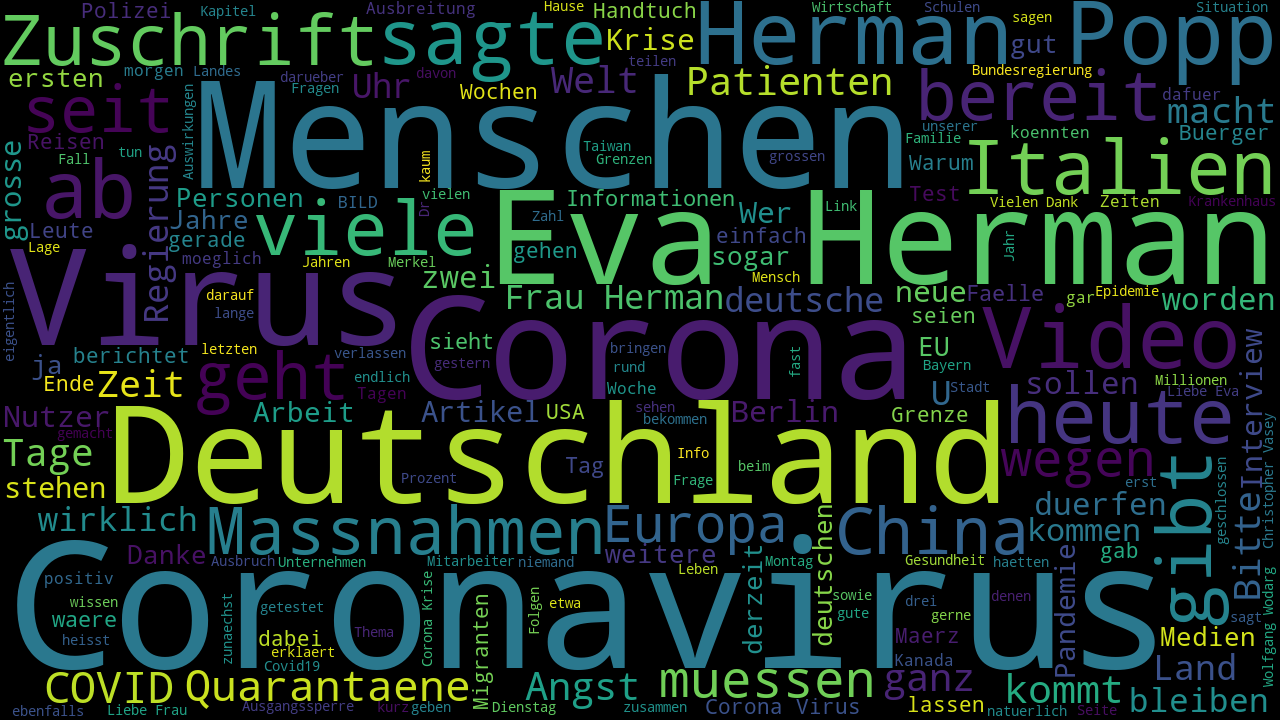 Polizei Kapitel Ausbreitung Hause Handtuch Wirtschaft Schulen Situation
Zuschrift sagte Krise Herman sagen gut Popp
ersten morgen Landes darueber davon teilen Bundesregierung
Fragen Uhr Wochen Welt Patienten bereit dafuer macht
seit Auswirkungen Menschen unserer koennten Buerger
Reisen Familie
Fall tun kaum Taiwan Grenzen grossen Warum Italien
grosse ab Regierung Personen BILD vielen Dr Informationen Wer Link Test Vielen Dank Zeiten Krankenhaus
Leute Jahre viele Zahl Eva Herman einfach Jahr
Lage gerade gehen sogar
moeglich Jahren Merkel zwei Mensch
Virus darauf Frau Herman deutsche neue Faelle gar Epidemie worden
eigentlich lange Corona seien Video
ja berichtet letzten verlassen sieht gestern bringen rund fast EU Bayern Interview
Ende Zeit geht endlich Tagen Woche U Stadt sollen Millionen Liebe Eva
Nutzer Arbeit Artikel USA sehen bekommen Berlin Grenze heute
gemacht Deutschland
Tage Info wegen gibt Christopher Vasey
stehen Prozent Tag Frage beim erst geschlossen Bitte
wirklich Massnahmen Europa deutschen China duerfen kommen
Danke Ausbruch Unternehmen Mitarbeiter niemand weitere Leben derzeit Montag Gesundheit haetten Pandemie gab
positiv Coronavirus Wolfgang Wodarg
wissen getestet Corona Krise Folgen etwa sowie gute drei gerne denen sagt
waere zunaechst Thema
heisst dabei erklaert Migranten Maerz Medien
Covid19 Kanada Land
COVID Quarantaene Angst muessen ganz kommt bleiben
ebenfalls Liebe Frau Ausgangssperre kurz geben Dienstag zusammen Corona Virus lassen natuerlich Seite